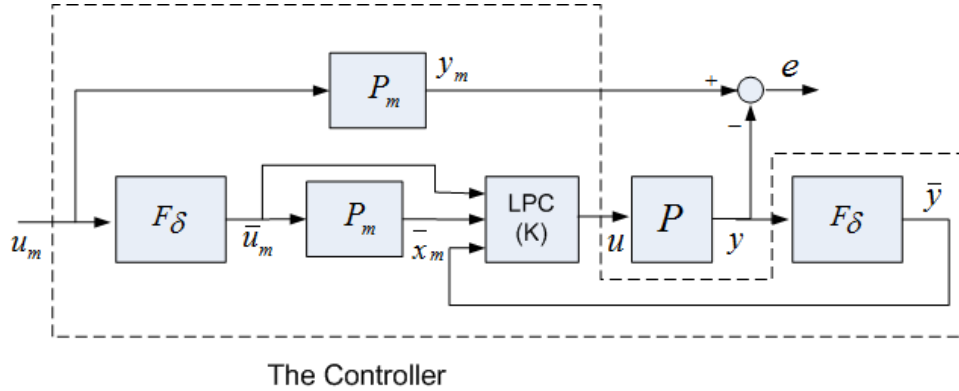 y_m
e
P_m
+
−
u_m
F_δ
ū_m
P_m
x̄_m
LPC
(K)
u
P
y
F_δ
ȳ
The Controller